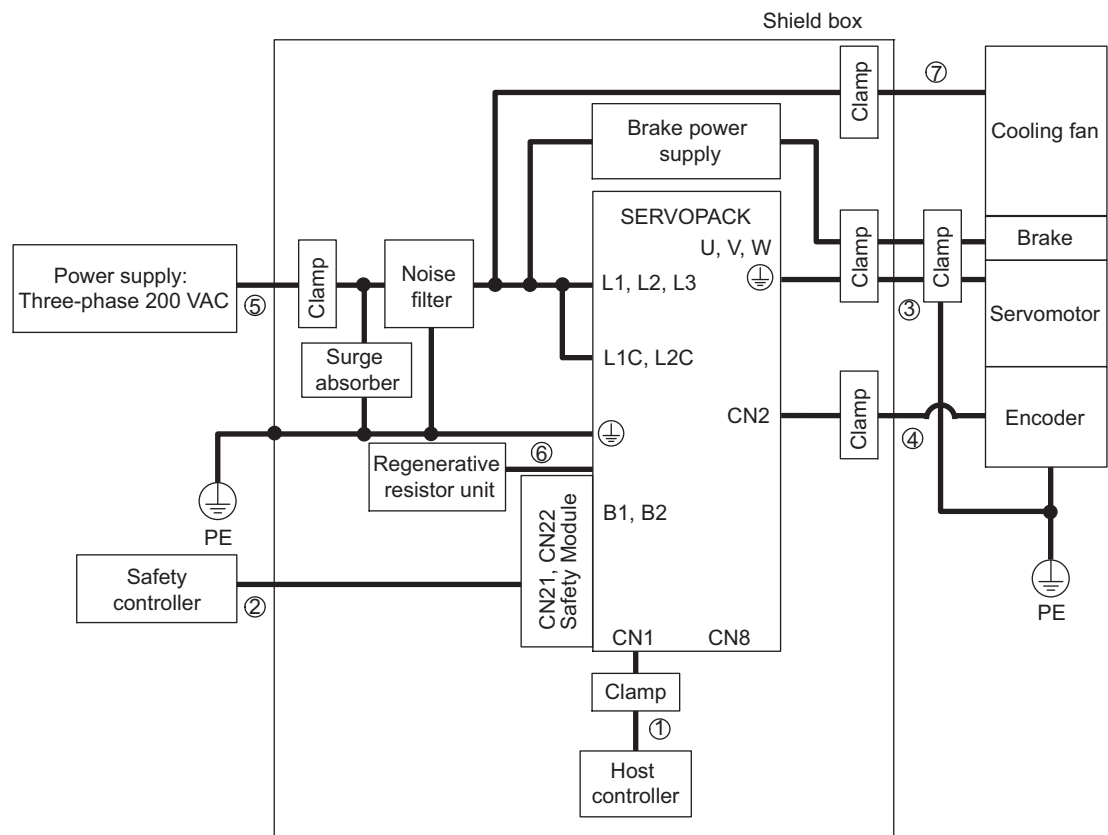 Shield box
⑦
Clamp
Cooling fan
Brake power
supply
SERVOPACK
U, V, W
Clamp
Clamp
Brake
Power supply:
Three-phase 200 VAC
⑤
Clamp
Noise
filter
L1, L2, L3
③
Servomotor
Surge
absorber
L1C, L2C
CN2
Clamp
④
Encoder
⑥
Regenerative
resistor unit
PE
B1, B2
CN21, CN22
Safety Module
Safety
controller
②
PE
CN1
CN8
Clamp
①
Host
controller